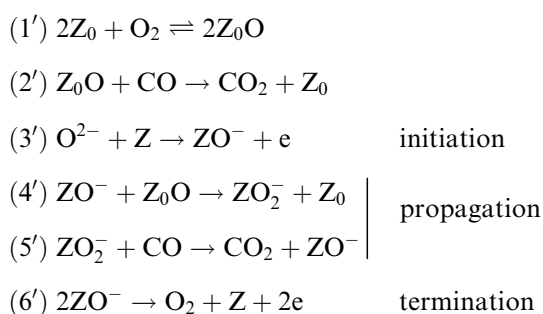 (1′) 2Z₀ + O₂ ⇌ 2Z₀O
(2′) Z₀O + CO → CO₂ + Z₀
(3′) O²⁻ + Z → ZO⁻ + e initiation
(4′) ZO⁻ + Z₀O → ZO₂⁻ + Z₀
propagation
(5′) ZO₂⁻ + CO → CO₂ + ZO⁻
(6′) 2ZO⁻ → O₂ + Z + 2e termination